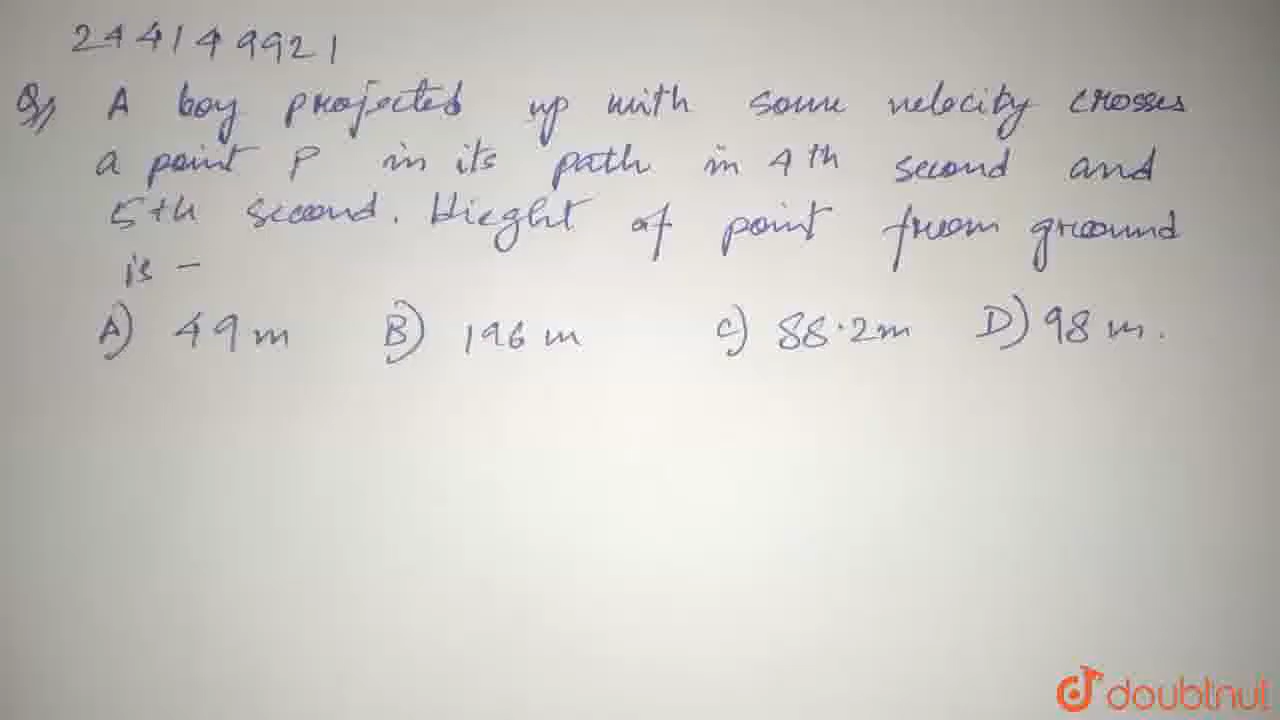 244149921
Q, A boy projected up with some velocity crosses
a point P in its path in 4th second and
5th second. Hieght of point from ground
is -
A) 49 m B) 196 m C) 88.2m D) 98 m.
doubtnut